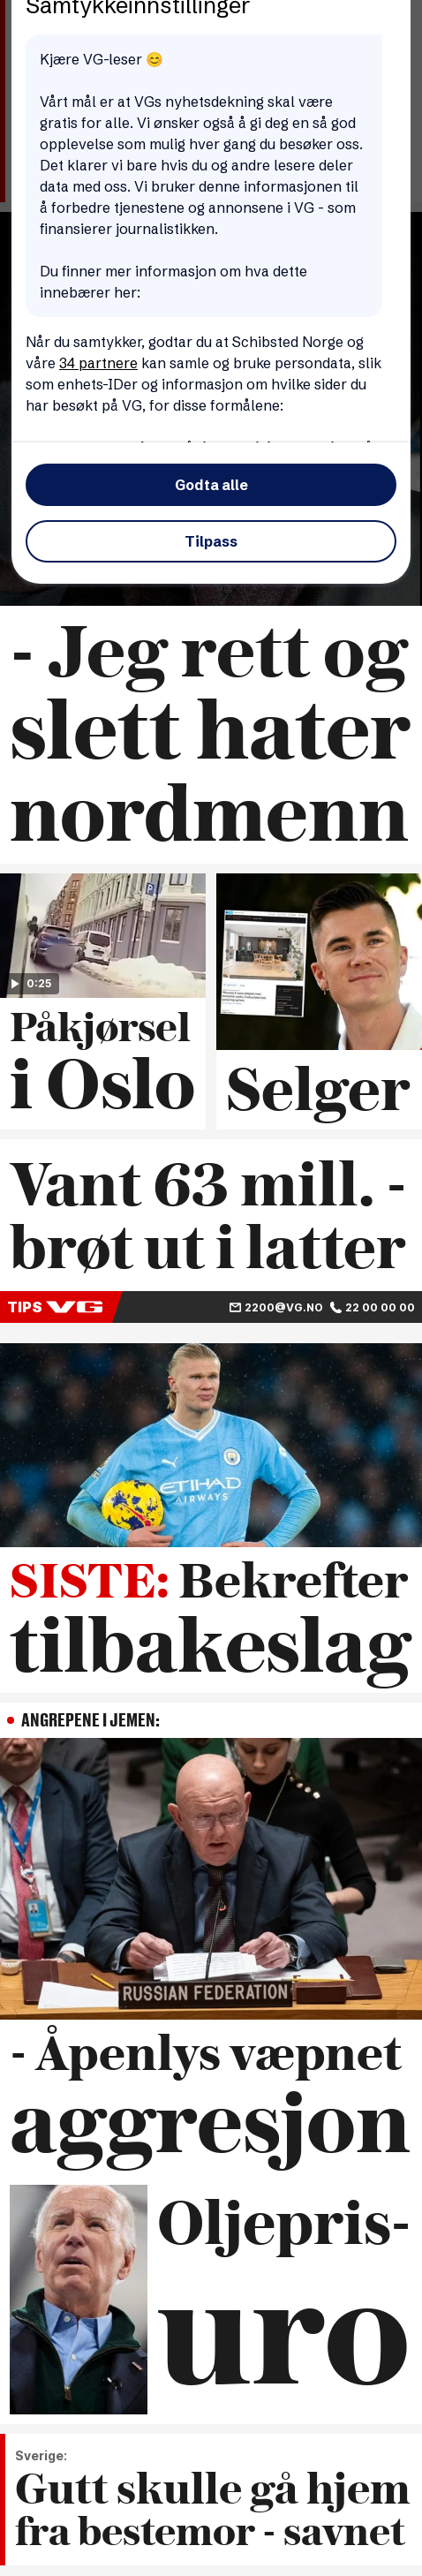 Samtykkeinnstillinger
Kjære VG-leser 😊
Vårt mål er at VGs nyhetsdekning skal være
gratis for alle. Vi ønsker også å gi deg en så god
opplevelse som mulig hver gang du besøker oss.
Det klarer vi bare hvis du og andre lesere deler
data med oss. Vi bruker denne informasjonen til
å forbedre tjenestene og annonsene i VG - som
finansierer journalistikken.
Du finner mer informasjon om hva dette
innebærer her:
Når du samtykker, godtar du at Schibsted Norge og
våre 34 partnere kan samle og bruke persondata, slik
som enhets-IDer og informasjon om hvilke sider du
har besøkt på VG, for disse formålene:
Godta alle
Tilpass
- Jeg rett og
slett hater
nordmenn
0:25
Påkjørsel
i Oslo
Selger
Vant 63 mill. -
brøt ut i latter
TIPS VG 2200@VG.NO 22 00 00 00
ETIHAD
AIRWAYS
SISTE: Bekrefter
tilbakeslag
ANGREPENE I JEMEN:
RUSSIAN FEDERATION
- Åpenlys væpnet
aggresjon
Oljepris-
uro
Sverige:
Gutt skulle gå hjem
fra bestemor - savnet